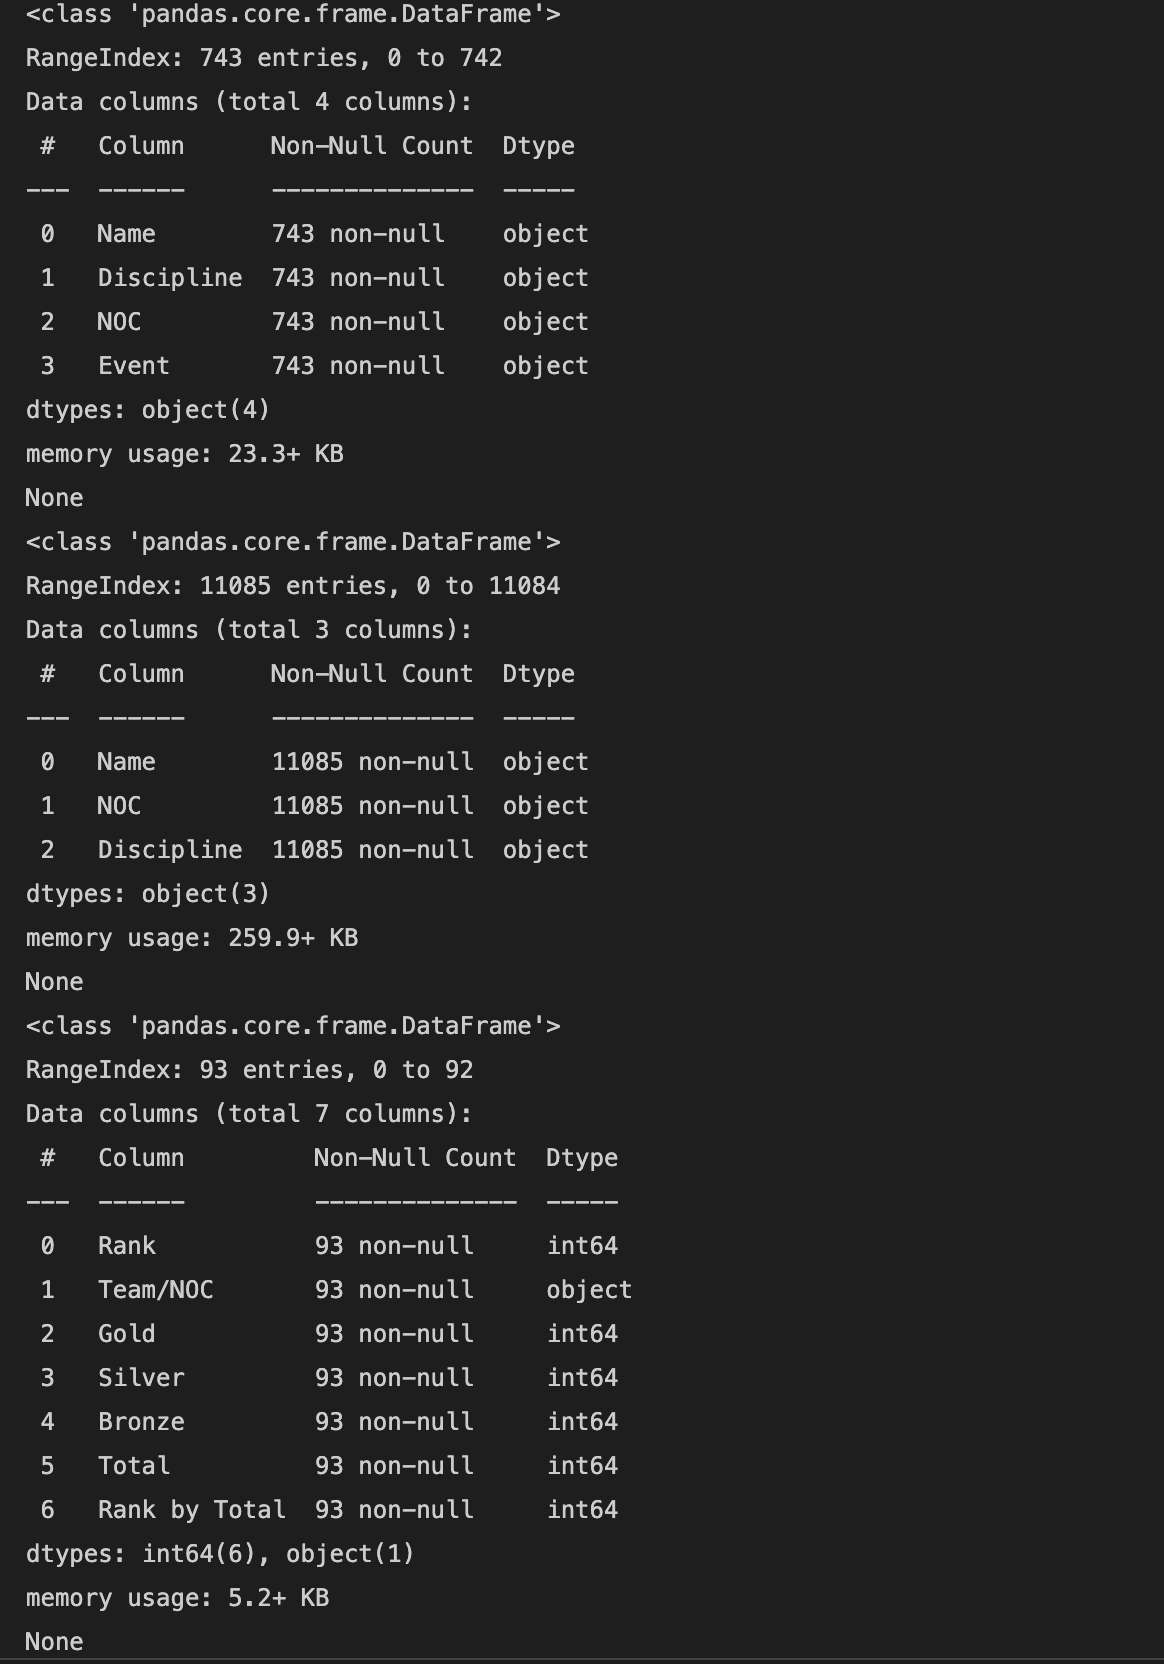 <class 'pandas.core.frame.DataFrame'>
RangeIndex: 743 entries, 0 to 742
Data columns (total 4 columns):
 #   Column      Non-Null Count  Dtype
---  ------      --------------  -----
 0   Name        743 non-null    object
 1   Discipline  743 non-null    object
 2   NOC         743 non-null    object
 3   Event       743 non-null    object
dtypes: object(4)
memory usage: 23.3+ KB
None
<class 'pandas.core.frame.DataFrame'>
RangeIndex: 11085 entries, 0 to 11084
Data columns (total 3 columns):
 #   Column      Non-Null Count  Dtype
---  ------      --------------  -----
 0   Name        11085 non-null  object
 1   NOC         11085 non-null  object
 2   Discipline  11085 non-null  object
dtypes: object(3)
memory usage: 259.9+ KB
None
<class 'pandas.core.frame.DataFrame'>
RangeIndex: 93 entries, 0 to 92
Data columns (total 7 columns):
 #   Column         Non-Null Count  Dtype
---  ------         --------------  -----
 0   Rank           93 non-null     int64
 1   Team/NOC       93 non-null     object
 2   Gold           93 non-null     int64
 3   Silver         93 non-null     int64
 4   Bronze         93 non-null     int64
 5   Total          93 non-null     int64
 6   Rank by Total  93 non-null     int64
dtypes: int64(6), object(1)
memory usage: 5.2+ KB
None